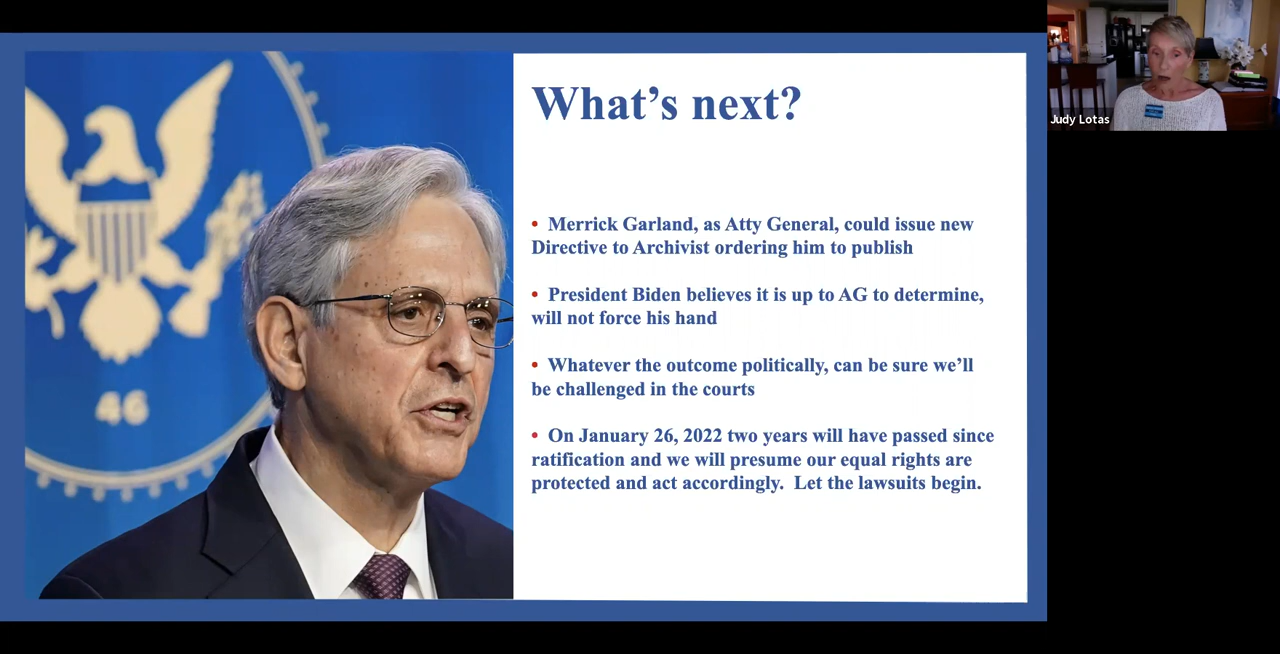 What's next?
• Merrick Garland, as Atty General, could issue new
Directive to Archivist ordering him to publish
• President Biden believes it is up to AG to determine,
will not force his hand
• Whatever the outcome politically, can be sure we'll
be challenged in the courts
• On January 26, 2022 two years will have passed since
ratification and we will presume our equal rights are
protected and act accordingly.  Let the lawsuits begin.
46
Judy Lotas